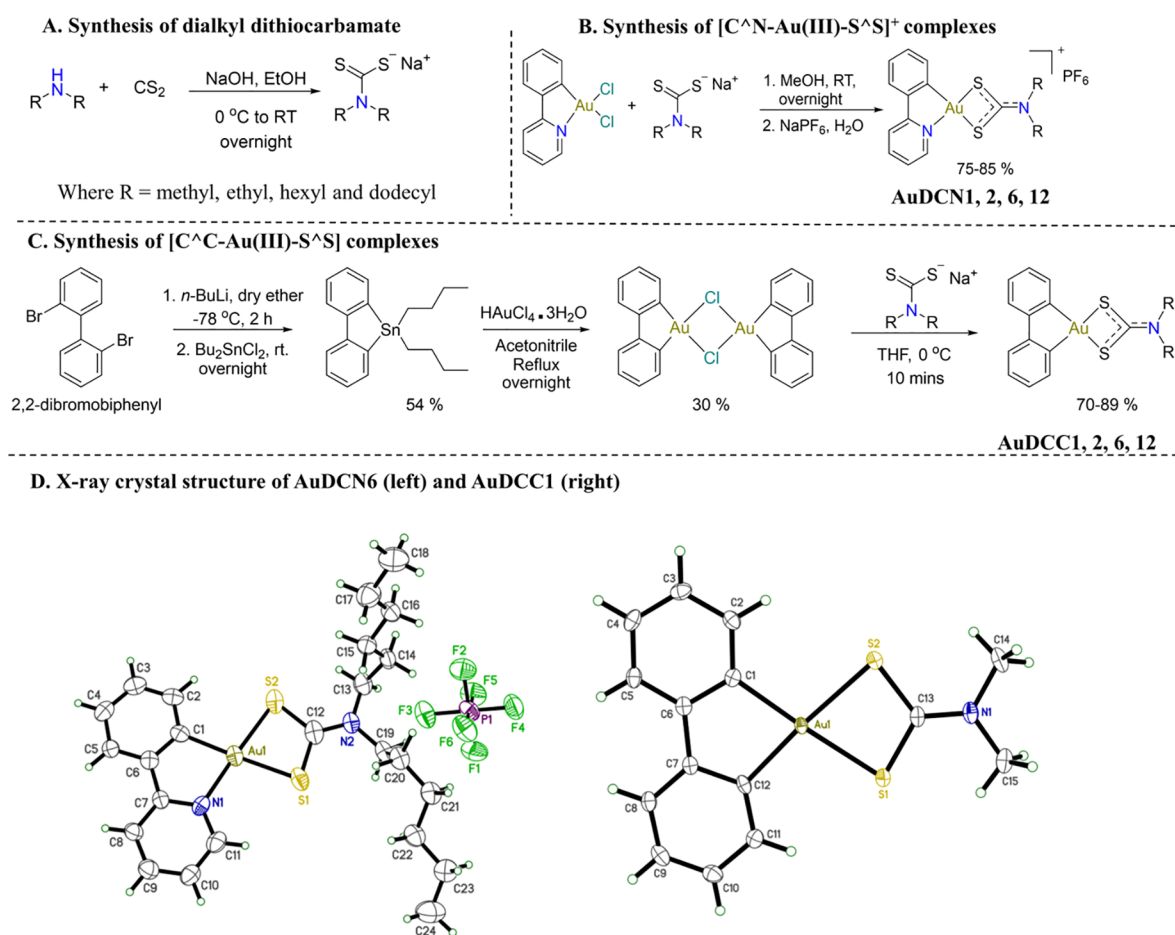 A. Synthesis of dialkyl dithiocarbamate
H
N
R R
+
CS2
NaOH, EtOH
0 °C to RT
overnight
S S⁻ Na⁺
N
R R
Where R = methyl, ethyl, hexyl and dodecyl
B. Synthesis of [C^N-Au(III)-S^S]⁺ complexes
Cl
Au
Cl
N
+
S S⁻ Na⁺
N
R R
1. MeOH, RT,
overnight
2. NaPF6, H2O
S
Au
N
S
N
R
R
+
PF6
75-85 %
AuDCN1, 2, 6, 12
C. Synthesis of [C^C-Au(III)-S^S] complexes
Br
Br
2,2-dibromobiphenyl
1. n-BuLi, dry ether
-78 °C, 2 h
2. Bu2SnCl2, rt.
overnight
Sn
54 %
HAuCl4▪3H2O
Acetonitrile
Reflux
overnight
Cl
Au Au
Cl
30 %
S S⁻ Na⁺
N
R R
THF, 0 °C
10 mins
S
Au
S
N
R
R
70-89 %
AuDCC1, 2, 6, 12
D. X-ray crystal structure of AuDCN6 (left) and AuDCC1 (right)
C18
C17
C16
C15
C14
C13
F2
F5
F3
P1
F4
F6
F1
C3
C2
C4
C1
C5
C6
S2
C12
N2
Au1
S1
C19
C20
C7
N1
C8
C11
C9
C10
C21
C22
C23
C24
C3
C2
C4
C1
C5
C6
S2
C14
C13
N1
Au1
C7
C12
S1
C15
C8
C11
C9
C10